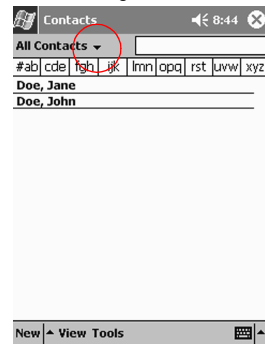 Contacts 8:44
All Contacts
#ab cde fgh ijk lmn opq rst uvw xyz
Doe, Jane
Doe, John
New View Tools